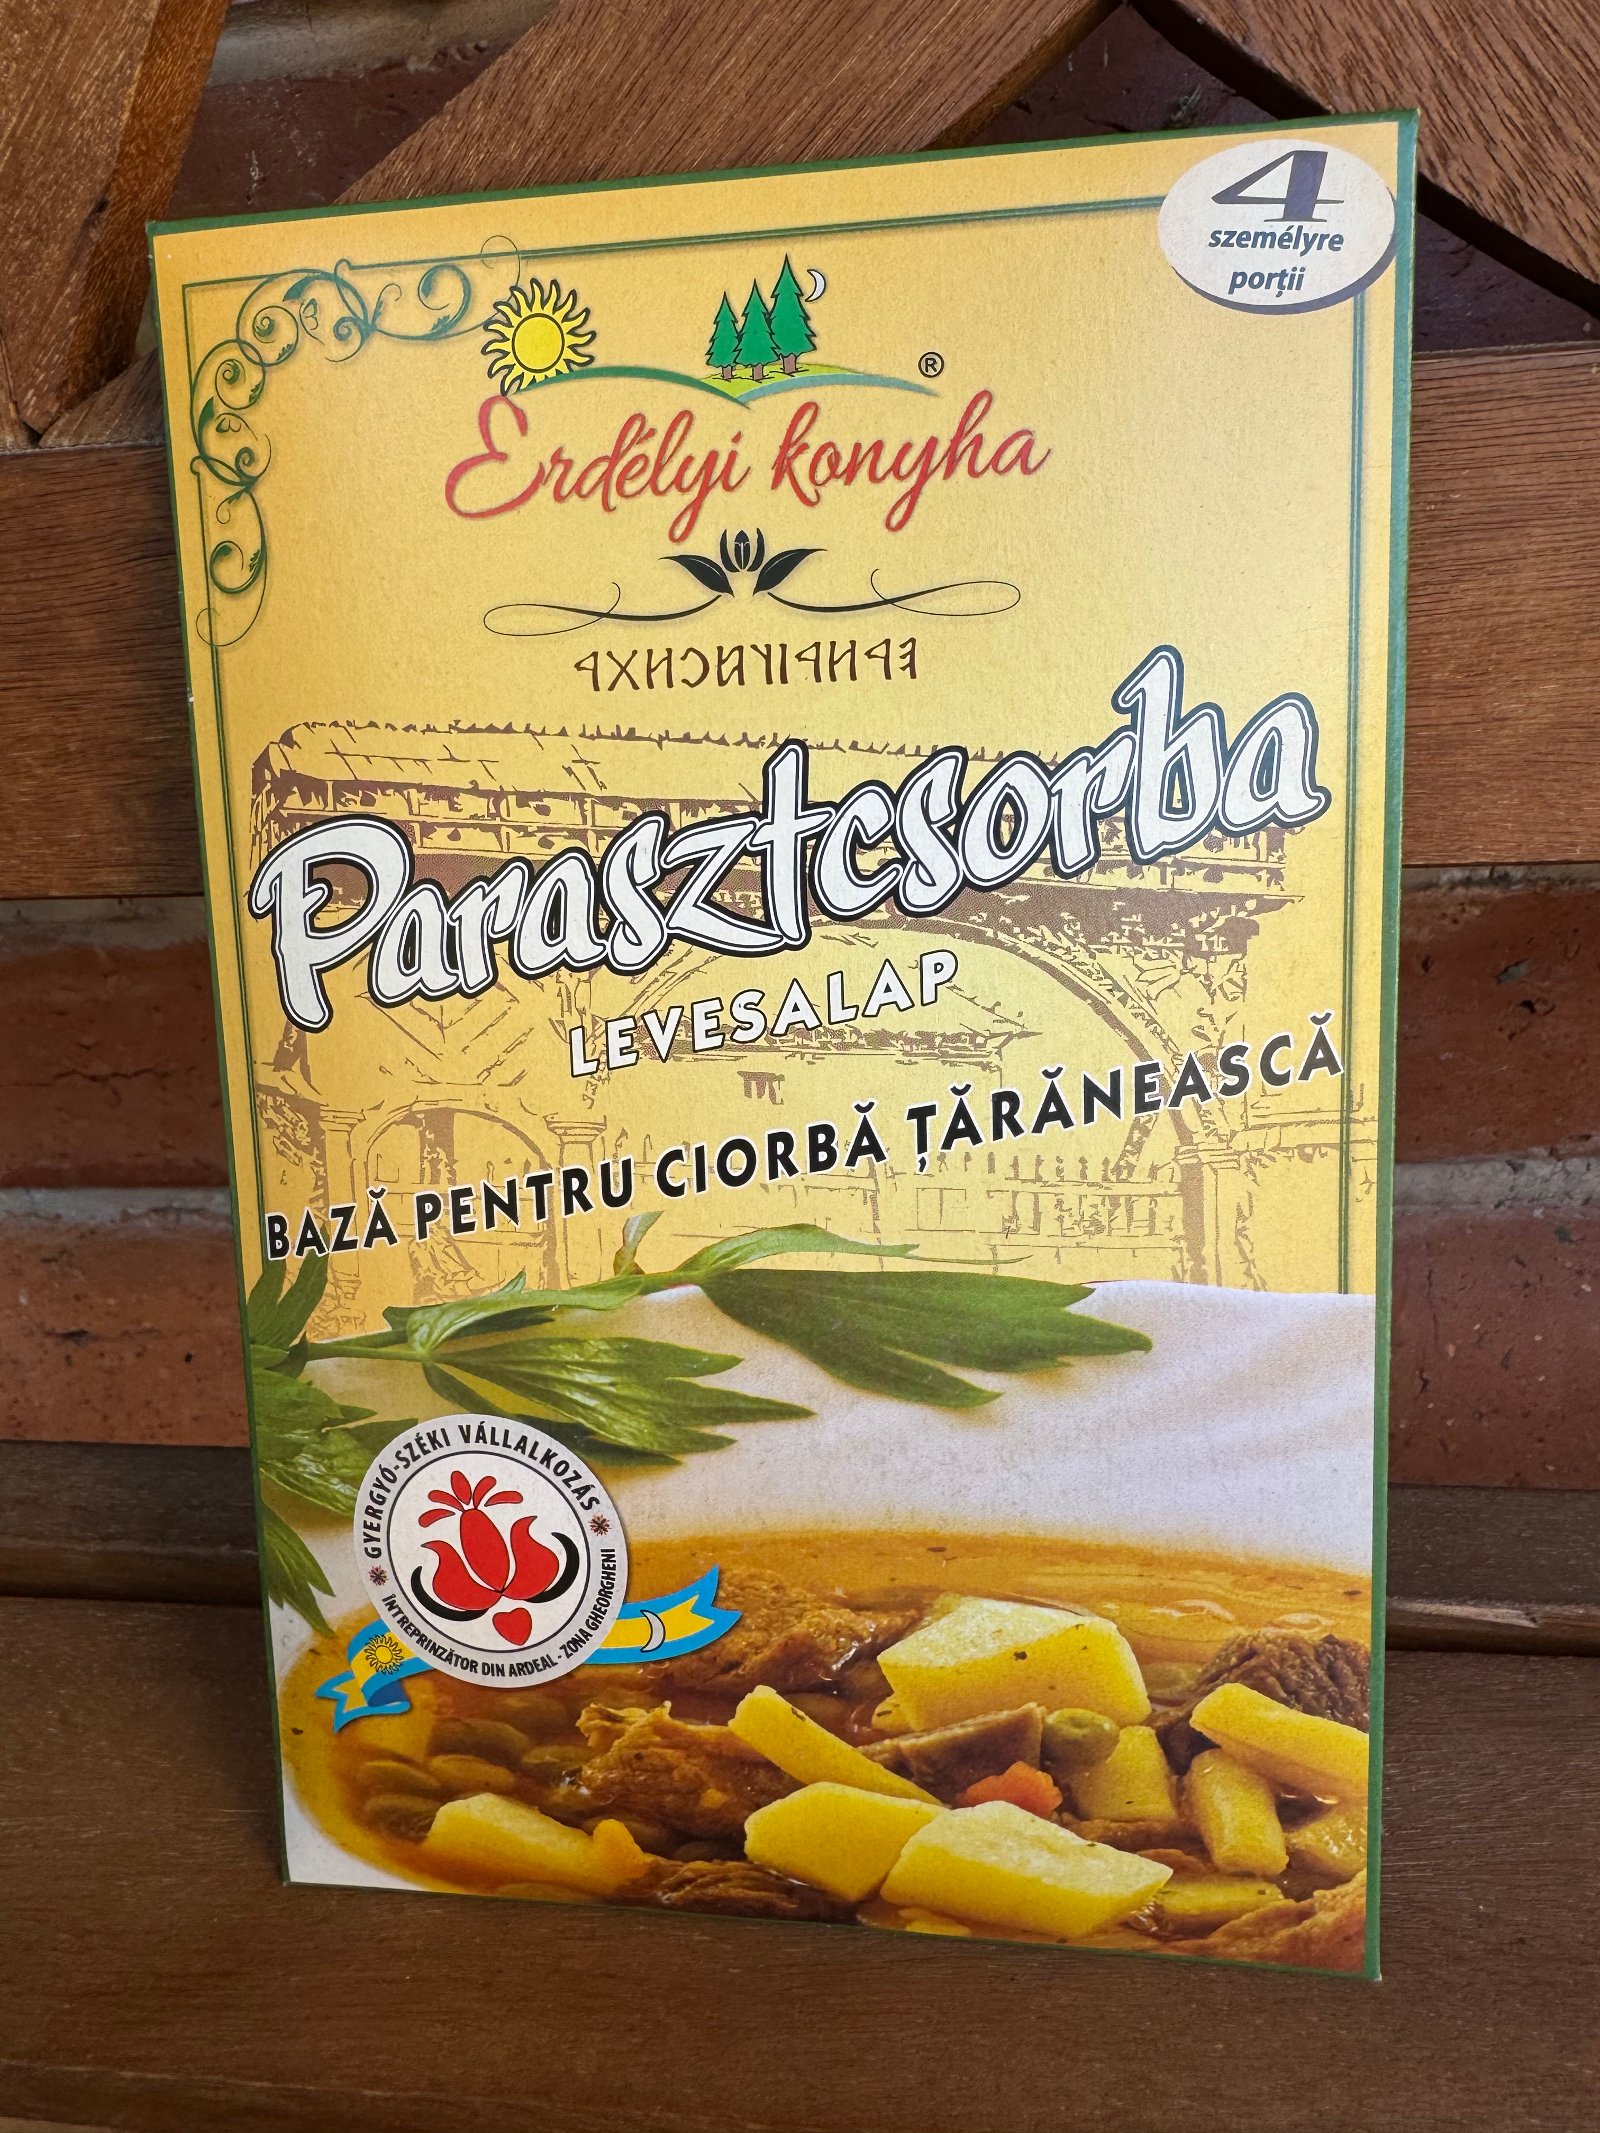 4
személyre
porții
®
Erdélyi konyha
Parasztcsorba
LEVESALAP
BAZĂ PENTRU CIORBĂ ȚĂRĂNEASCĂ
GYERGYÓ-SZÉKI VÁLLALKOZÁS
ÎNTREPRINZĂTOR DIN ARDEAL - ZONA GHEORGHENI